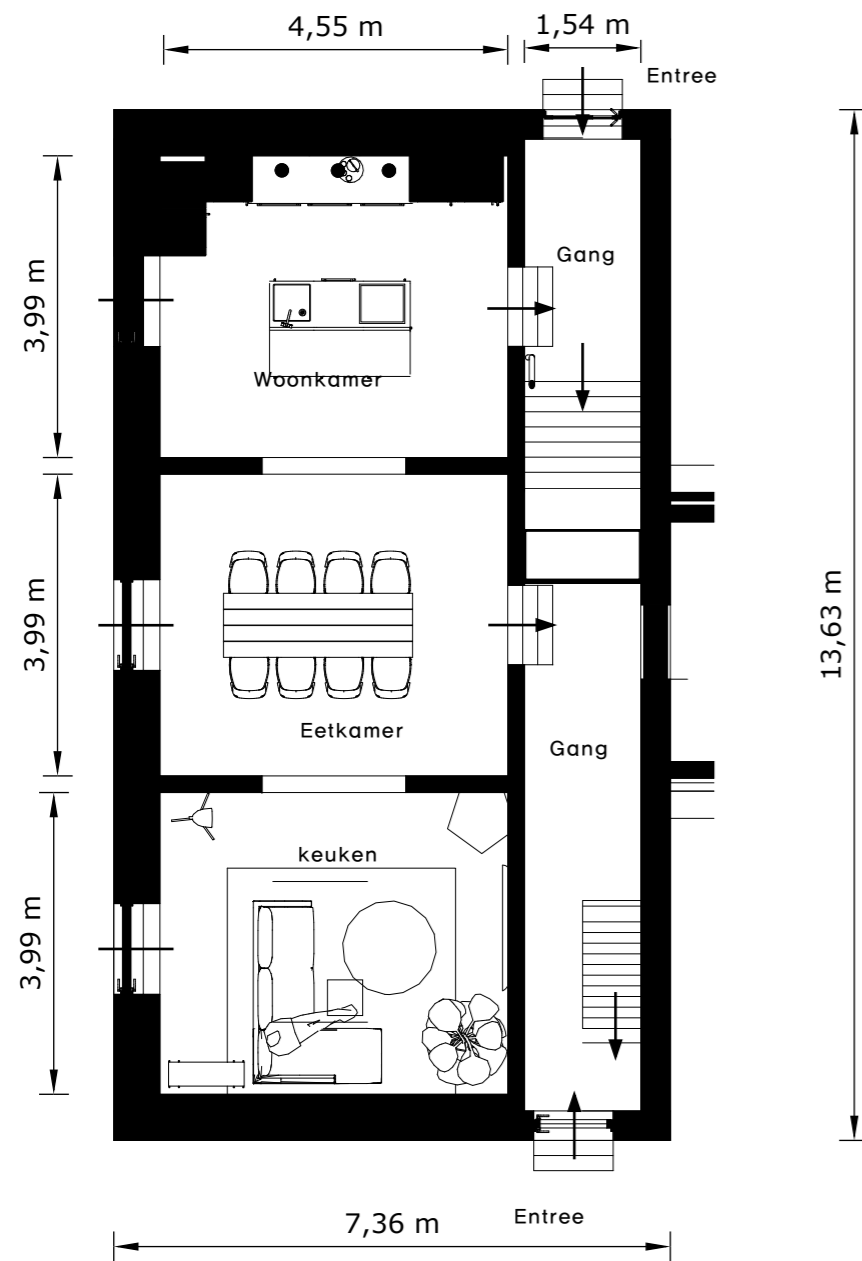 4,55 m
1,54 m
Entree
Gang
3,99 m
Woonkamer
3,99 m
13,63 m
Eetkamer
Gang
keuken
3,99 m
7,36 m
Entree